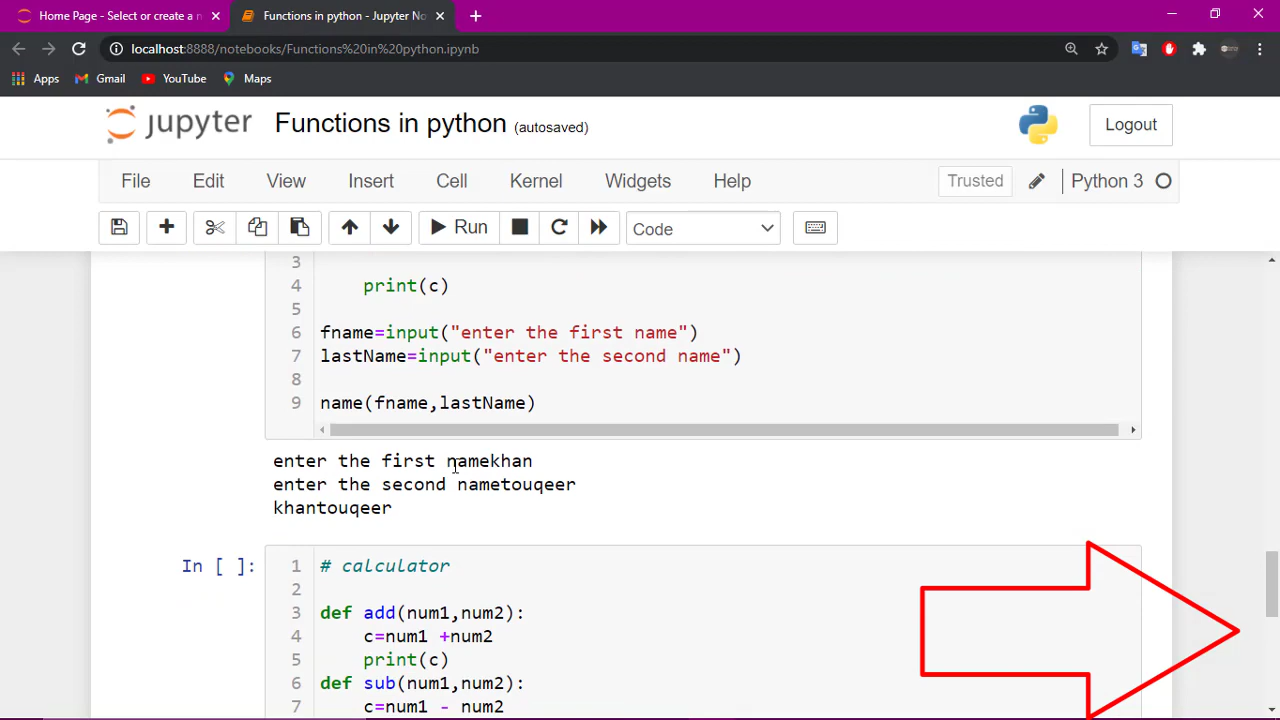 Home Page - Select or create a n
Functions in python - Jupyter No
localhost:8888/notebooks/Functions%20in%20python.ipynb
Apps Gmail YouTube Maps
jupyter Functions in python (autosaved)
Logout
File Edit View Insert Cell Kernel Widgets Help Trusted Python 3
Run Code
3
4 print(c)
5
6 fname=input("enter the first name")
7 lastName=input("enter the second name")
8
9 name(fname,lastName)
enter the first namekhan
enter the second nametouqeer
khantouqeer
In [ ]: 1 # calculator
2
3 def add(num1,num2):
4 c=num1 +num2
5 print(c)
6 def sub(num1,num2):
7 c=num1 - num2